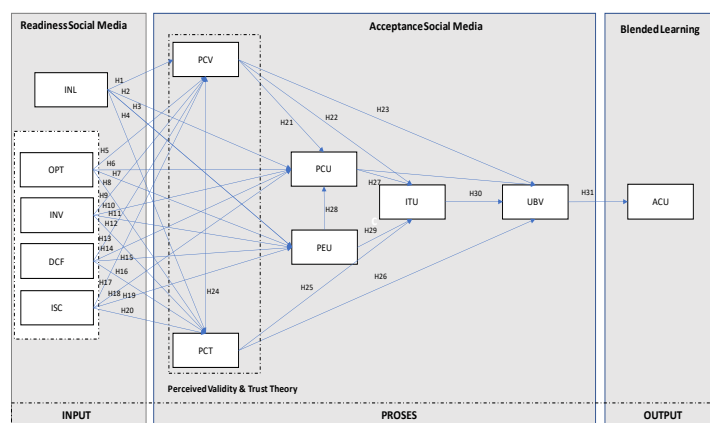 Readiness Social Media
Acceptance Social Media
Blended Learning
INL
OPT
INV
DCF
ISC
PCV
PCT
PCU
PEU
ITU
UBV
ACU
H1
H2
H3
H4
H5
H6
H7
H8
H9
H10
H11
H12
H13
H14
H15
H16
H17
H18
H19
H20
H21
H22
H23
H24
H25
H26
H27
H28
H29
H30
H31
C
Perceived Validity & Trust Theory
INPUT
PROSES
OUTPUT